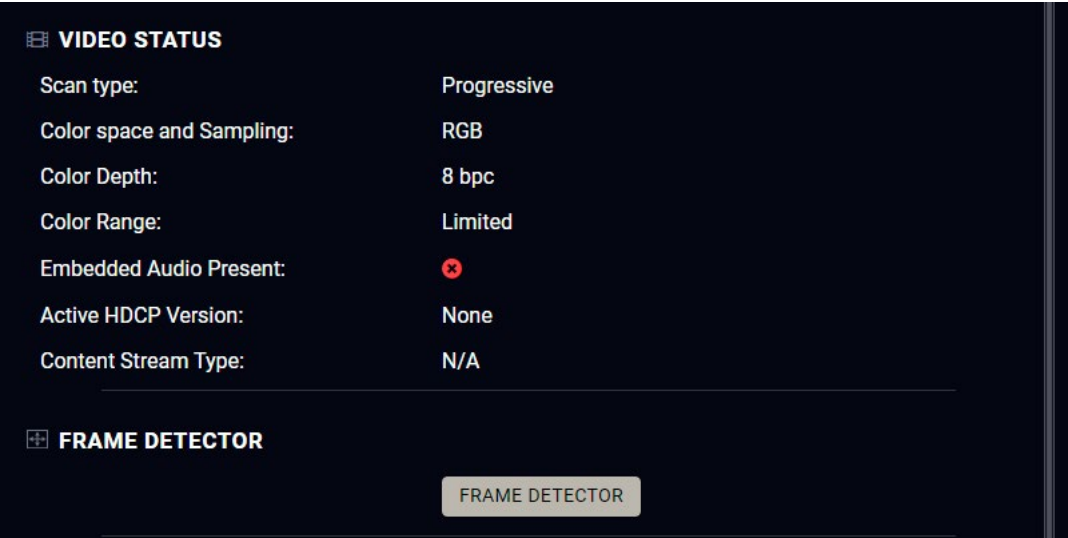 VIDEO STATUS
Scan type: Progressive
Color space and Sampling: RGB
Color Depth: 8 bpc
Color Range: Limited
Embedded Audio Present:
Active HDCP Version: None
Content Stream Type: N/A
FRAME DETECTOR
FRAME DETECTOR